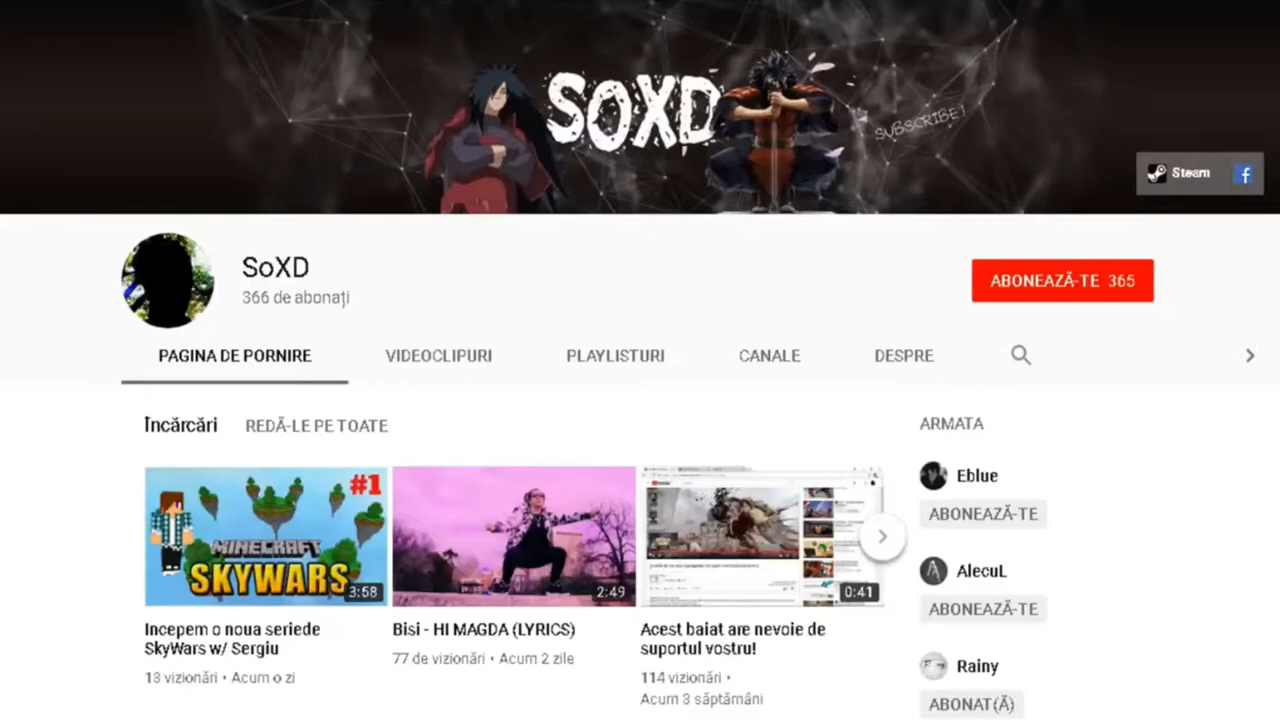 SOXD
SUBSCRIBE!
Steam
SoXD
366 de abonați
ABONEAZĂ-TE 365
PAGINA DE PORNIRE
VIDEOCLIPURI
PLAYLISTURI
CANALE
DESPRE
Încărcări
REDĂ-LE PE TOATE
ARMATA
#1
MINECRAFT
SKYWARS
3:58
2:49
0:41
Incepem o noua seriede
SkyWars w/ Sergiu
13 vizionări • Acum o zi
Bisi - HI MAGDA (LYRICS)
77 de vizionări • Acum 2 zile
Acest baiat are nevoie de
suportul vostru!
114 vizionări •
Acum 3 săptămâni
Eblue
ABONEAZĂ-TE
AlecuL
ABONEAZĂ-TE
Rainy
ABONAT(Ă)